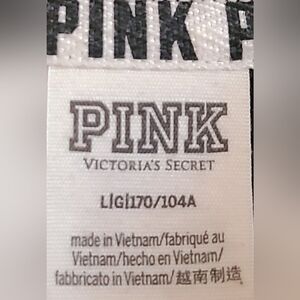 PINK P
PINK
VICTORIA'S SECRET
L|G|170/104A
made in Vietnam/fabriqué au
Vietnam/hecho en Vietnam/
fabbricato in Vietnam/越南制造